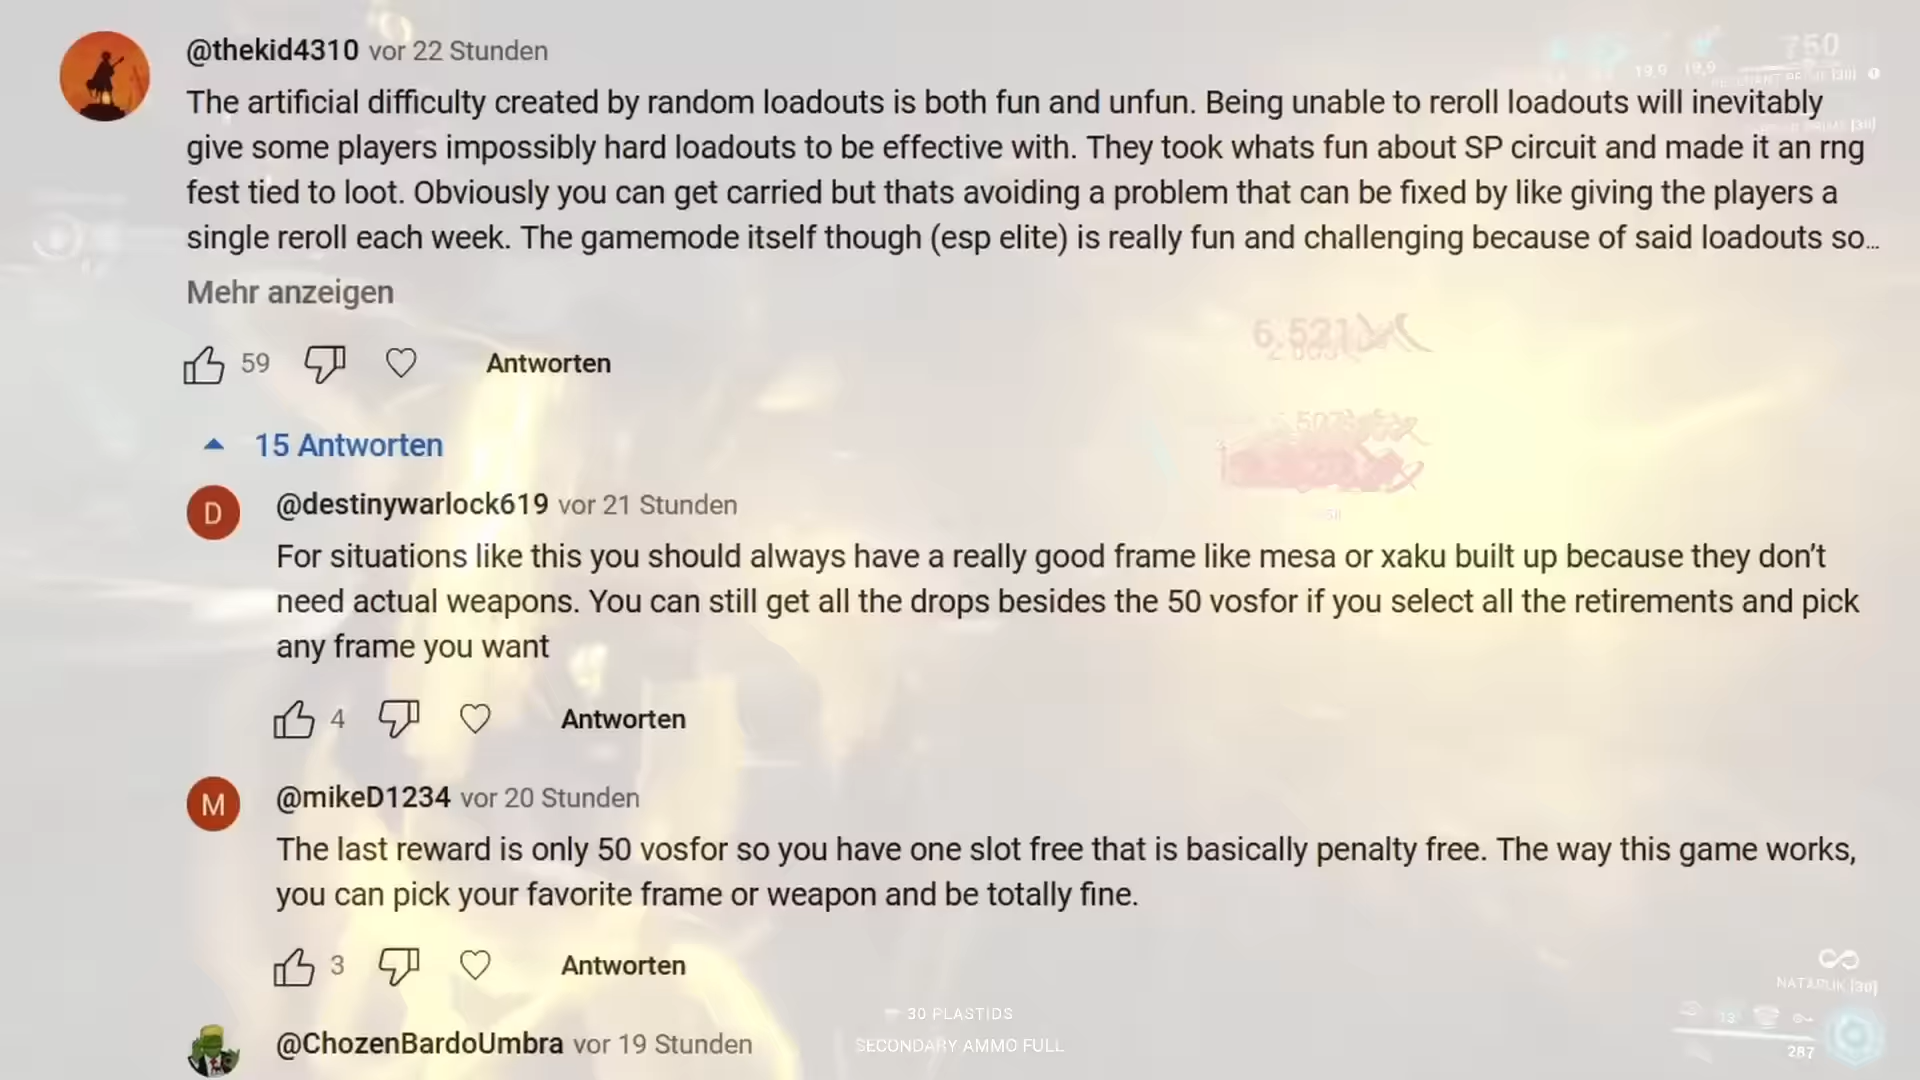 @thekid4310 vor 22 Stunden
The artificial difficulty created by random loadouts is both fun and unfun. Being unable to reroll loadouts will inevitably
give some players impossibly hard loadouts to be effective with. They took whats fun about SP circuit and made it an rng
fest tied to loot. Obviously you can get carried but thats avoiding a problem that can be fixed by like giving the players a
single reroll each week. The gamemode itself though (esp elite) is really fun and challenging because of said loadouts so...
Mehr anzeigen
59 Antworten
15 Antworten
D
@destinywarlock619 vor 21 Stunden
For situations like this you should always have a really good frame like mesa or xaku built up because they don't
need actual weapons. You can still get all the drops besides the 50 vosfor if you select all the retirements and pick
any frame you want
4 Antworten
M
@mikeD1234 vor 20 Stunden
The last reward is only 50 vosfor so you have one slot free that is basically penalty free. The way this game works,
you can pick your favorite frame or weapon and be totally fine.
3 Antworten
@ChozenBardoUmbra vor 19 Stunden
750
19,9 19,9
30 PLASTIDS
SECONDARY AMMO FULL
NATARUK [30]
287